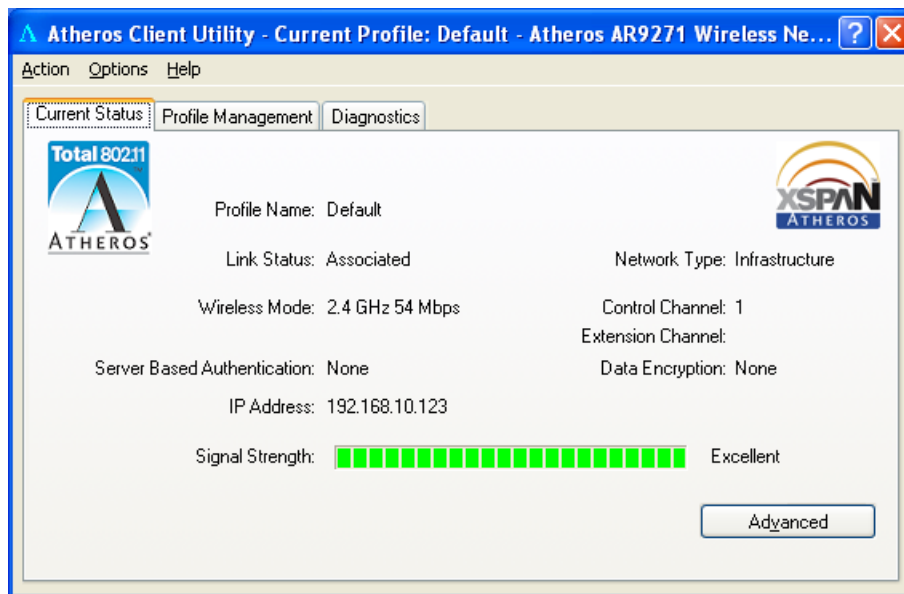 Atheros Client Utility - Current Profile: Default - Atheros AR9271 Wireless Ne... ?
Action Options Help
Current Status Profile Management Diagnostics
Total 802.11
ATHEROS
XSPAN
ATHEROS
Profile Name: Default
Link Status: Associated Network Type: Infrastructure
Wireless Mode: 2.4 GHz 54 Mbps Control Channel: 1
Extension Channel:
Server Based Authentication: None Data Encryption: None
IP Address: 192.168.10.123
Signal Strength: Excellent
Advanced